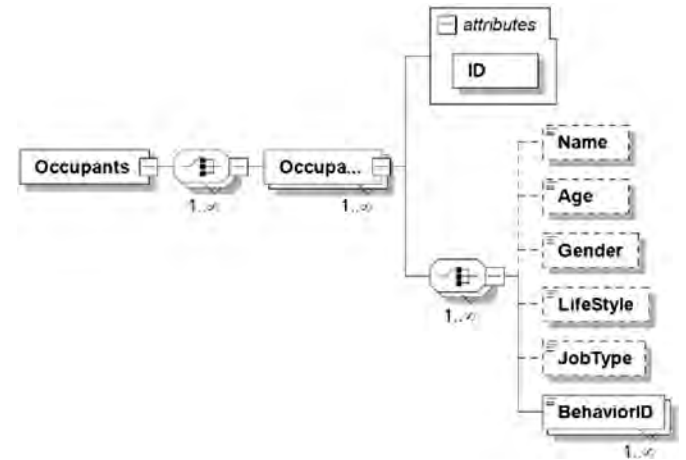 attributes
ID
Occupants
Occupa...
1..∞
1..∞
Name
Age
Gender
LifeStyle
JobType
BehaviorID
1..∞
1..∞